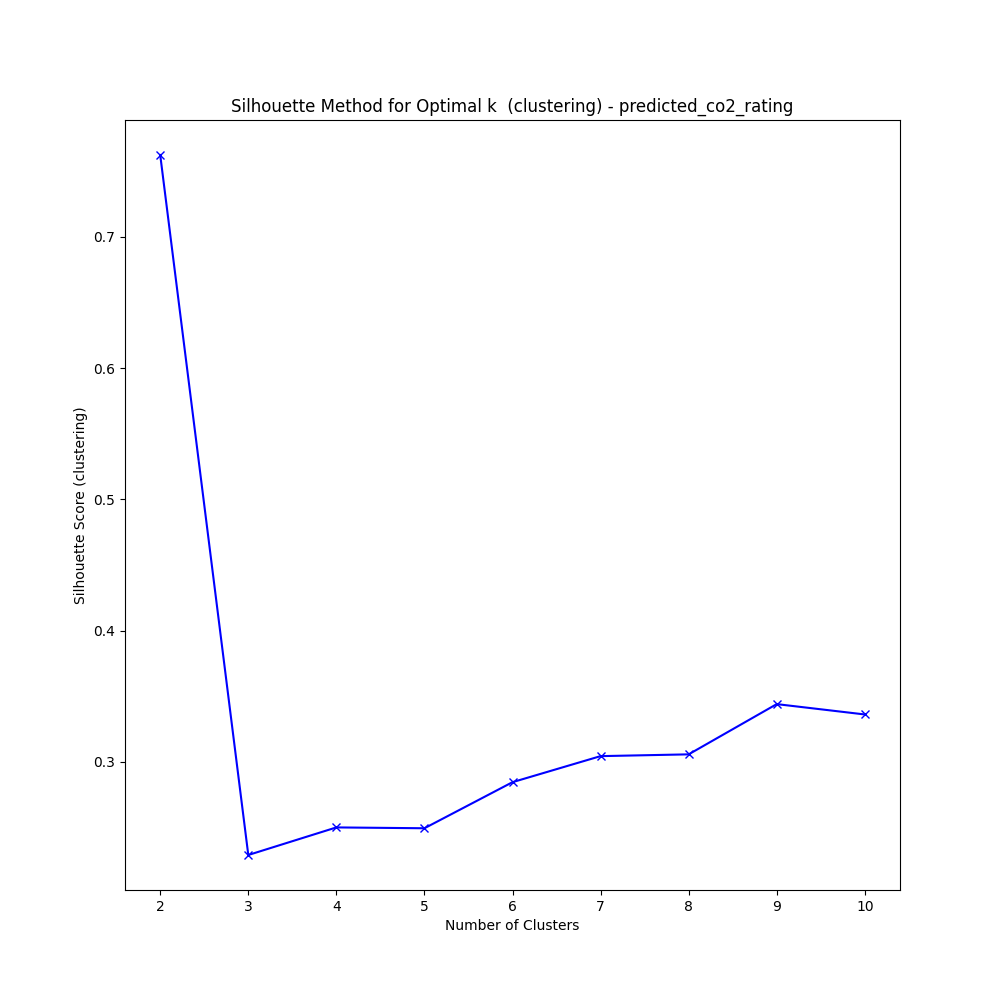 Silhouette Method for Optimal k  (clustering) - predicted_co2_rating
Silhouette Score (clustering)
0.7
0.6
0.5
0.4
0.3
2 3 4 5 6 7 8 9 10
Number of Clusters